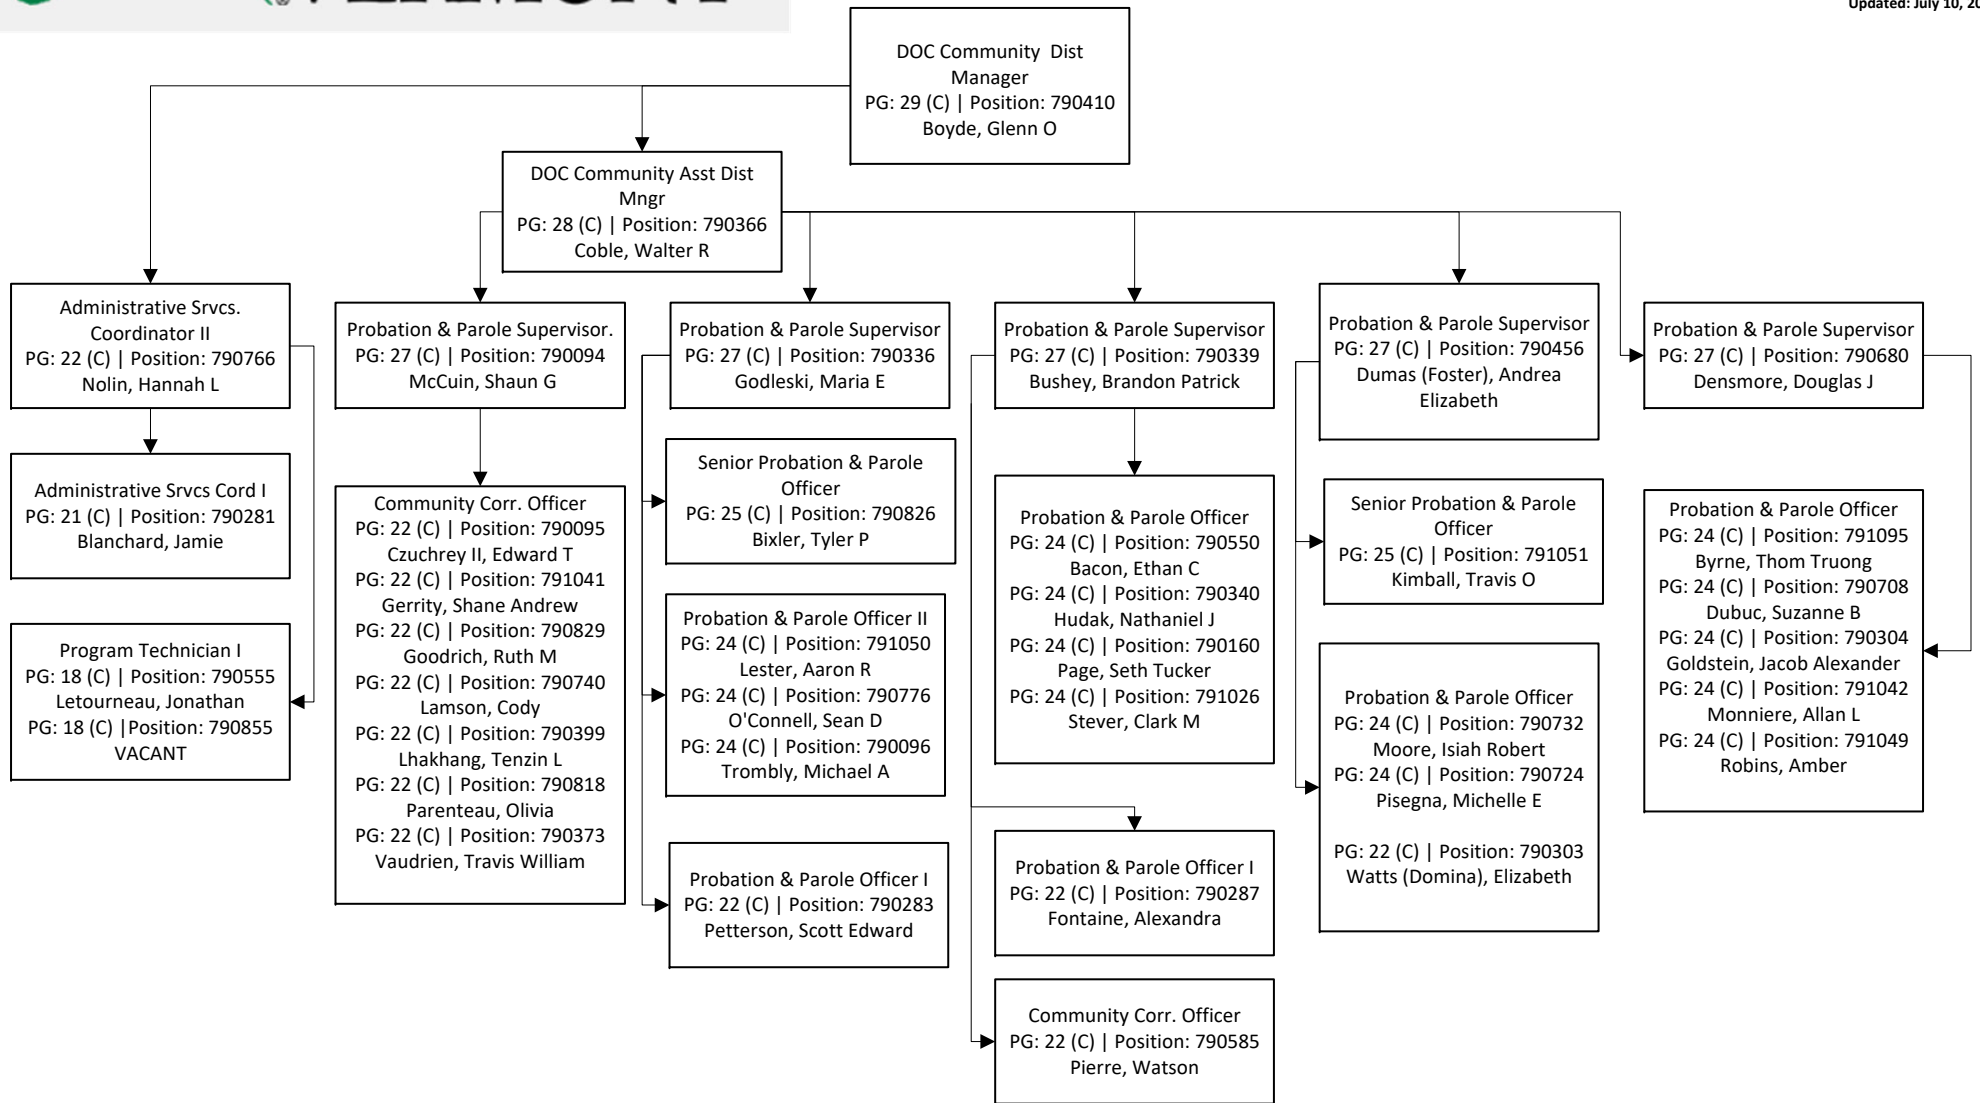 Updated: July 10, 20
DOC Community Dist
Manager
PG: 29 (C) | Position: 790410
Boyde, Glenn O
DOC Community Asst Dist
Mngr
PG: 28 (C) | Position: 790366
Coble, Walter R
Administrative Srvcs.
Coordinator II
PG: 22 (C) | Position: 790766
Nolin, Hannah L
Administrative Srvcs Cord I
PG: 21 (C) | Position: 790281
Blanchard, Jamie
Program Technician I
PG: 18 (C) | Position: 790555
Letourneau, Jonathan
PG: 18 (C) |Position: 790855
VACANT
Probation & Parole Supervisor.
PG: 27 (C) | Position: 790094
McCuin, Shaun G
Community Corr. Officer
PG: 22 (C) | Position: 790095
Czuchrey II, Edward T
PG: 22 (C) | Position: 791041
Gerrity, Shane Andrew
PG: 22 (C) | Position: 790829
Goodrich, Ruth M
PG: 22 (C) | Position: 790740
Lamson, Cody
PG: 22 (C) | Position: 790399
Lhakhang, Tenzin L
PG: 22 (C) | Position: 790818
Parenteau, Olivia
PG: 22 (C) | Position: 790373
Vaudrien, Travis William
Probation & Parole Supervisor
PG: 27 (C) | Position: 790336
Godleski, Maria E
Senior Probation & Parole
Officer
PG: 25 (C) | Position: 790826
Bixler, Tyler P
Probation & Parole Officer II
PG: 24 (C) | Position: 791050
Lester, Aaron R
PG: 24 (C) | Position: 790776
O'Connell, Sean D
PG: 24 (C) | Position: 790096
Trombly, Michael A
Probation & Parole Officer I
PG: 22 (C) | Position: 790283
Petterson, Scott Edward
Probation & Parole Supervisor
PG: 27 (C) | Position: 790339
Bushey, Brandon Patrick
Probation & Parole Officer
PG: 24 (C) | Position: 790550
Bacon, Ethan C
PG: 24 (C) | Position: 790340
Hudak, Nathaniel J
PG: 24 (C) | Position: 790160
Page, Seth Tucker
PG: 24 (C) | Position: 791026
Stever, Clark M
Probation & Parole Officer I
PG: 22 (C) | Position: 790287
Fontaine, Alexandra
Community Corr. Officer
PG: 22 (C) | Position: 790585
Pierre, Watson
Probation & Parole Supervisor
PG: 27 (C) | Position: 790456
Dumas (Foster), Andrea
Elizabeth
Senior Probation & Parole
Officer
PG: 25 (C) | Position: 791051
Kimball, Travis O
Probation & Parole Officer
PG: 24 (C) | Position: 790732
Moore, Isiah Robert
PG: 24 (C) | Position: 790724
Pisegna, Michelle E
PG: 22 (C) | Position: 790303
Watts (Domina), Elizabeth
Probation & Parole Supervisor
PG: 27 (C) | Position: 790680
Densmore, Douglas J
Probation & Parole Officer
PG: 24 (C) | Position: 791095
Byrne, Thom Truong
PG: 24 (C) | Position: 790708
Dubuc, Suzanne B
PG: 24 (C) | Position: 790304
Goldstein, Jacob Alexander
PG: 24 (C) | Position: 791042
Monniere, Allan L
PG: 24 (C) | Position: 791049
Robins, Amber